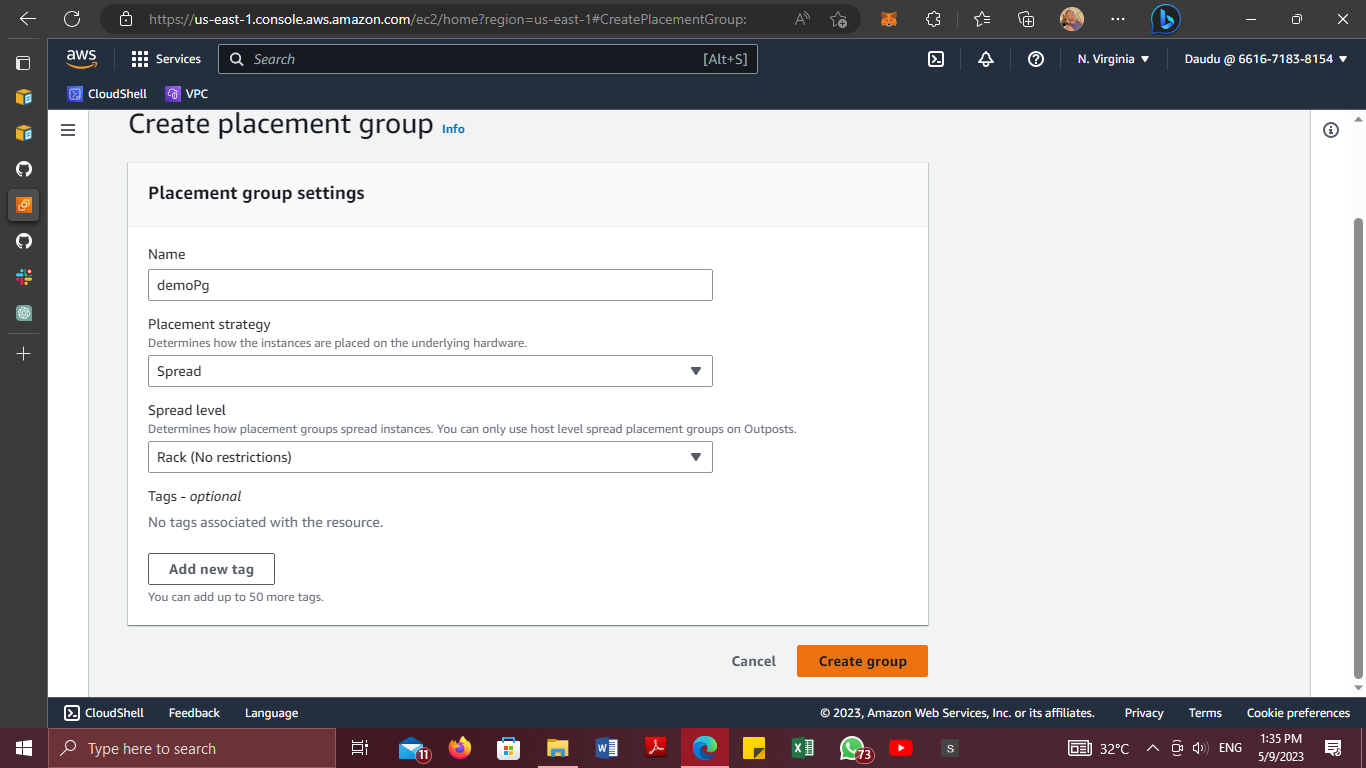 https://us-east-1.console.aws.amazon.com/ec2/home?region=us-east-1#CreatePlacementGroup:
aws
Services
Search
[Alt+S]
N. Virginia
Daudu @ 6616-7183-8154
CloudShell
VPC
Create placement group Info
Placement group settings
Name
demoPg
Placement strategy
Determines how the instances are placed on the underlying hardware.
Spread
Spread level
Determines how placement groups spread instances. You can only use host level spread placement groups on Outposts.
Rack (No restrictions)
Tags - optional
No tags associated with the resource.
Add new tag
You can add up to 50 more tags.
Cancel
Create group
CloudShell
Feedback
Language
© 2023, Amazon Web Services, Inc. or its affiliates.
Privacy
Terms
Cookie preferences
Type here to search
11
73
S
32°C
ENG
1:35 PM
5/9/2023